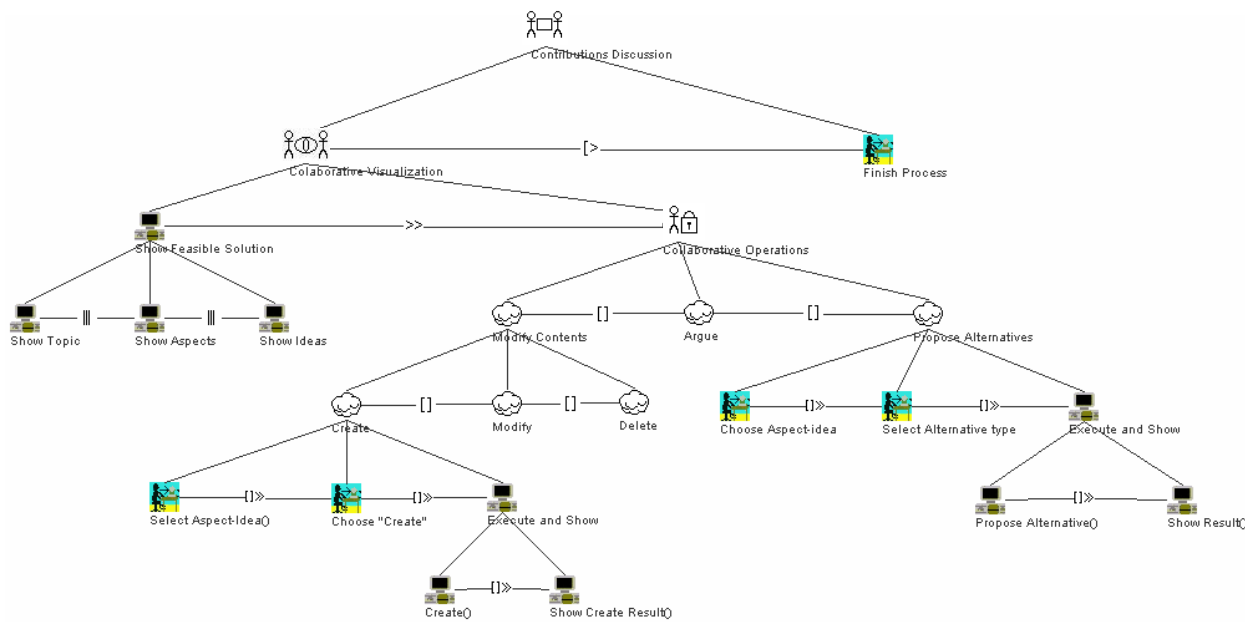 Contributions Discussion
[>
Colaborative Visualization
Finish Process
>>
Show Feasible Solution
Collaborative Operations
|||
|||
[]
[]
Show Topic
Show Aspects
Show Ideas
Modify Contents
Argue
Propose Alternatives
[]
[]
[]>>
[]>>
Create
Modify
Delete
Choose Aspect-idea
Select Alternative type
Execute and Show
[]>>
[]>>
[]>>
Select Aspect-Idea()
Choose "Create"
Execute and Show
Propose Alternative()
Show Result()
[]>>
Create()
Show Create Result()